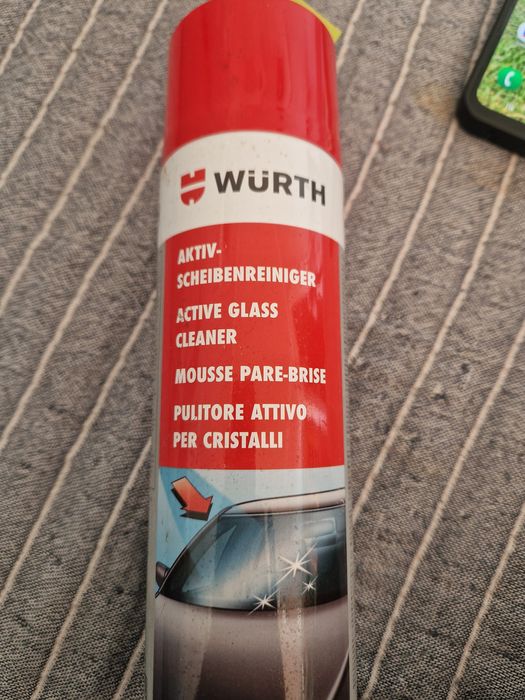 WÜRTH
AKTIV-
SCHEIBENREINIGER
ACTIVE GLASS
CLEANER
MOUSSE PARE-BRISE
PULITORE ATTIVO
PER CRISTALLI